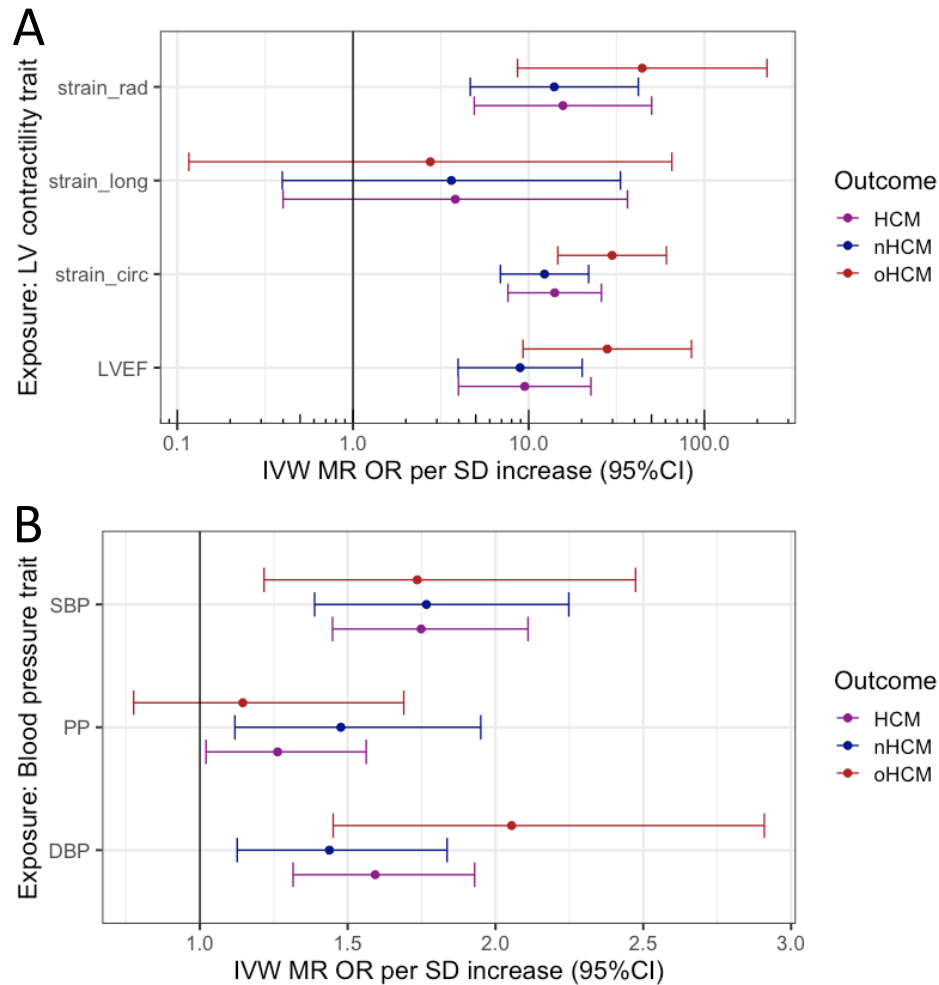 A
Exposure: LV contractility trait
strain_rad
strain_long
strain_circ
LVEF
0.1 1.0 10.0 100.0
IVW MR OR per SD increase (95%CI)
Outcome
HCM
nHCM
oHCM
B
Exposure: Blood pressure trait
SBP
PP
DBP
1.0 1.5 2.0 2.5 3.0
IVW MR OR per SD increase (95%CI)
Outcome
HCM
nHCM
oHCM